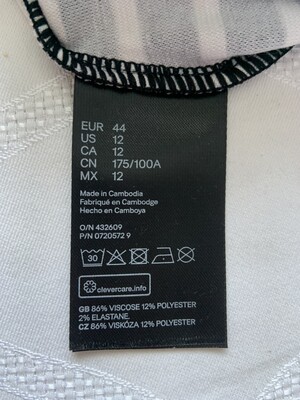 EUR 44
US 12
CA 12
CN 175/100A
MX 12
Made in Cambodia
Fabriqué en Cambodge
Hecho en Camboya
O/N 432609
P/N 0720572 9
30
clevercare.info
GB 86% VISCOSE 12% POLYESTER
2% ELASTANE.
CZ 86% VISKÓZA 12% POLYESTER